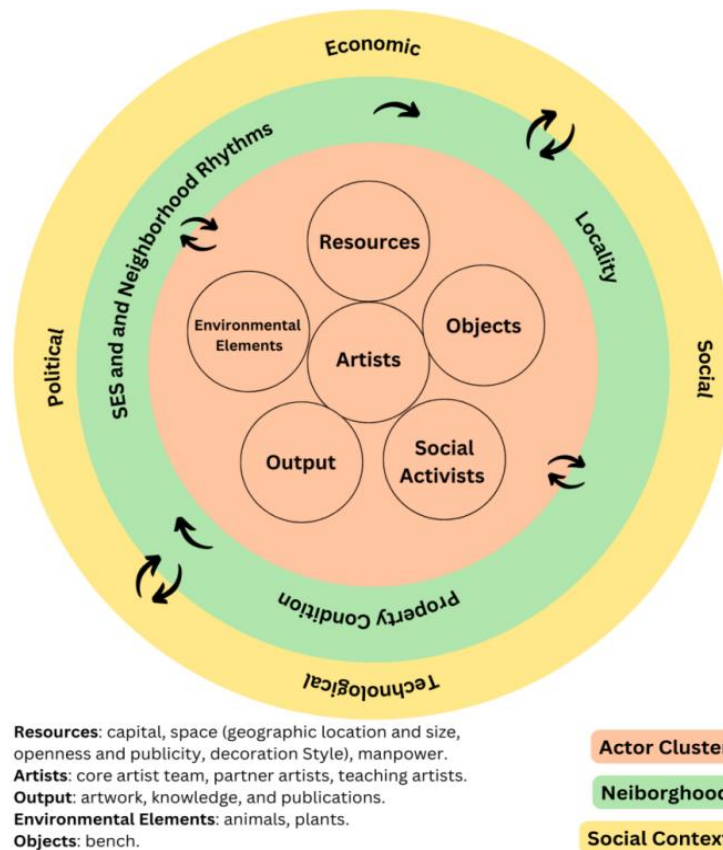 Economic
SES and and Neighborhood Rhythms
Locality
Resources
Environmental
Elements
Objects
Artists
Political
Social
Output
Social
Activists
Property Condition
Technological
Resources: capital, space (geographic location and size,
openness and publicity, decoration Style), manpower.
Artists: core artist team, partner artists, teaching artists.
Output: artwork, knowledge, and publications.
Environmental Elements: animals, plants.
Objects: bench.
Actor Cluster
Neiborghood
Social Context